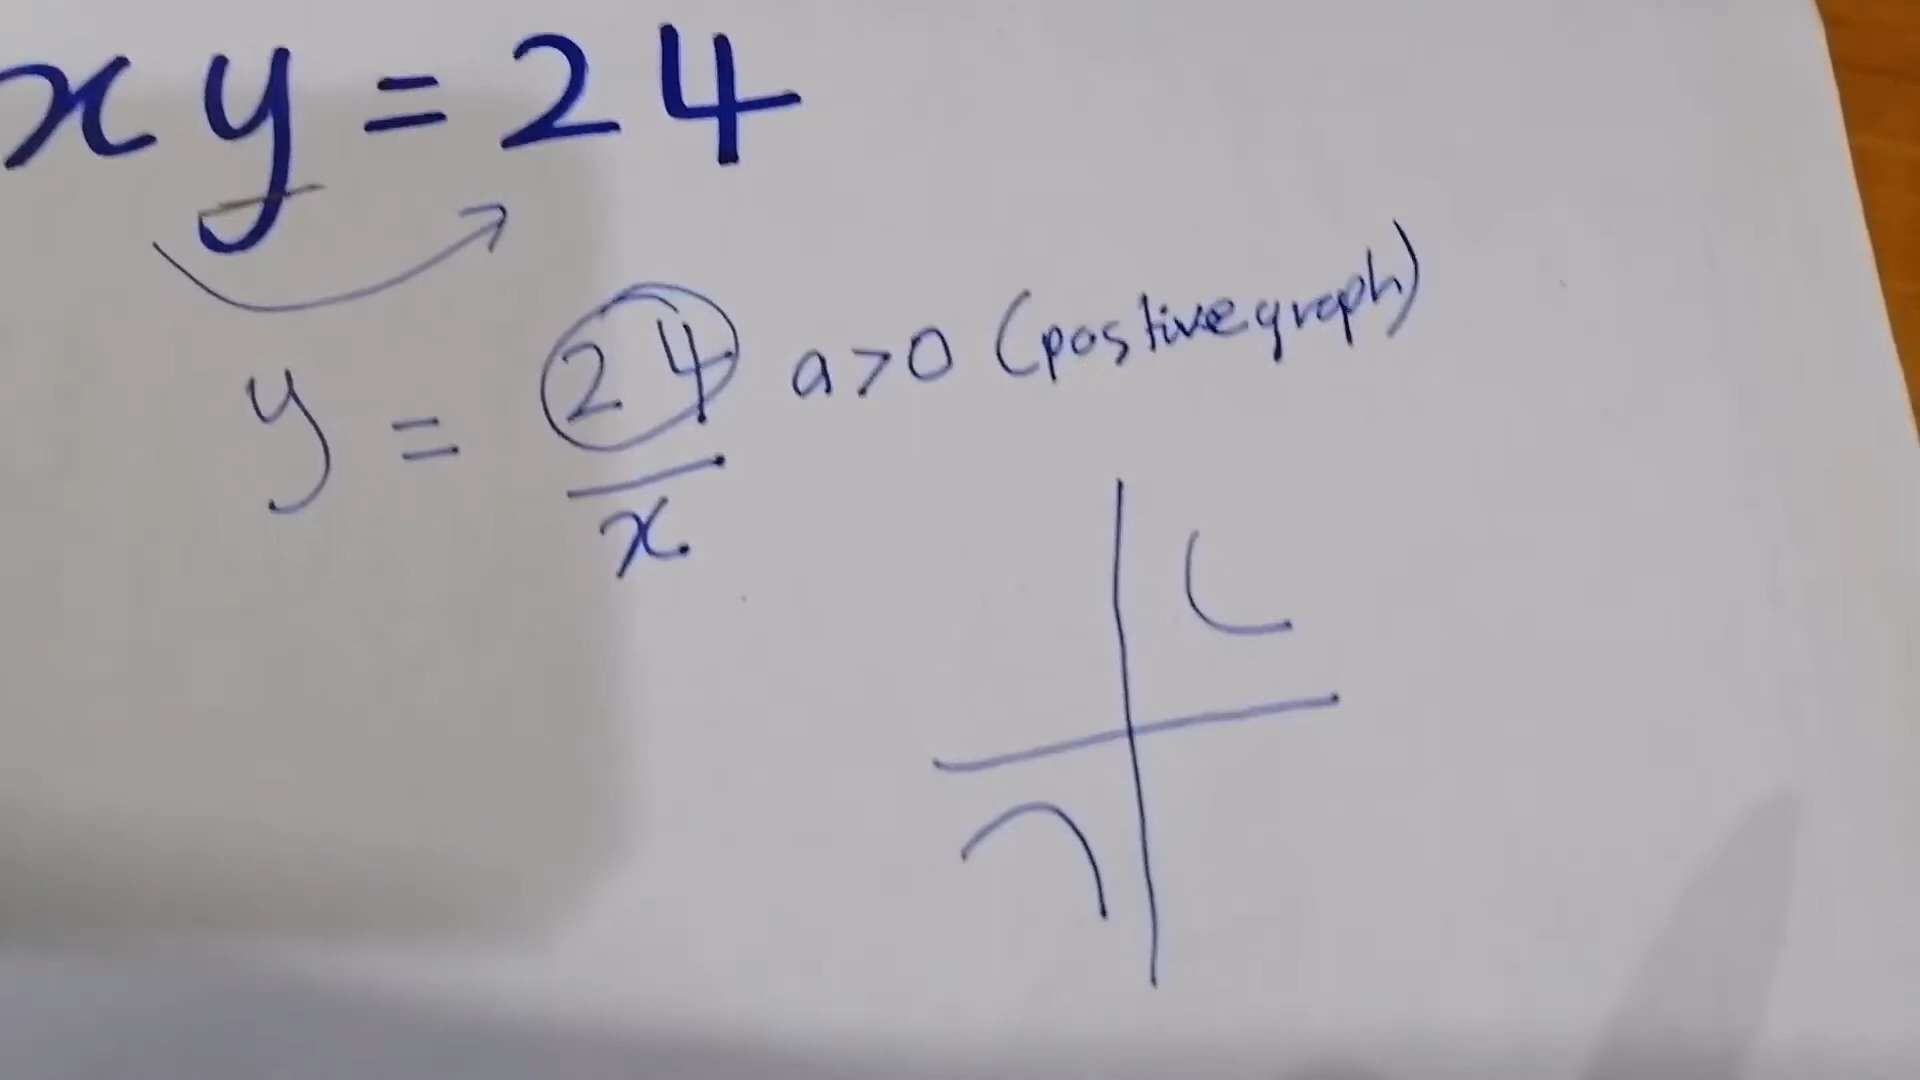 xy = 24
y = 24/x a>0 (postive graph)